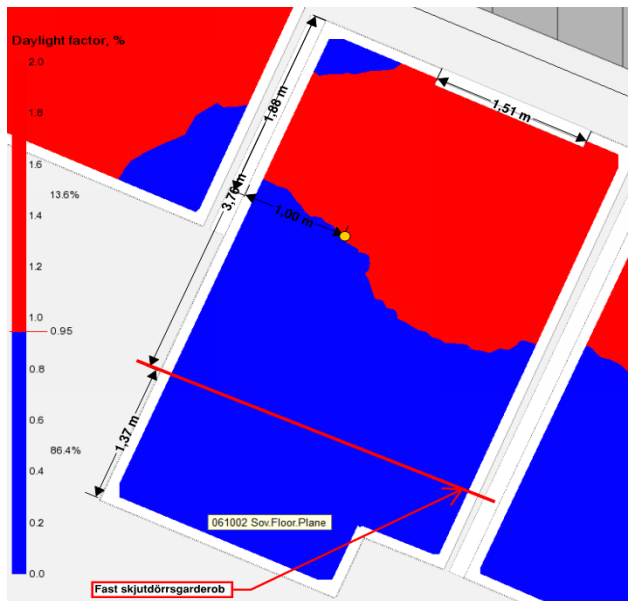 Daylight factor, %
2.0
1.8
1.6
13.6%
1.4
1.2
1.0
0.95
0.8
0.6
86.4%
0.4
0.2
0.0
1,88 m
1,51 m
3,76 m
1,00 m
1,37 m
061002 Sov.Floor.Plane
Fast skjutdörrsgarderob